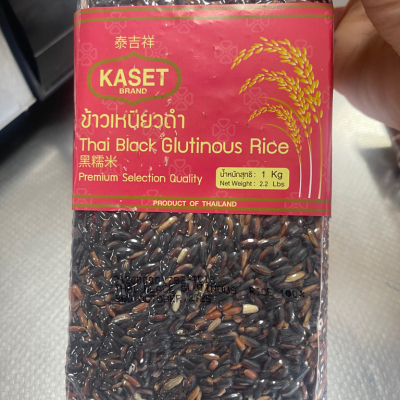 泰吉祥
KASET
BRAND
ข้าวเหนียวดำ
Thai Black Glutinous Rice
黑糯米
Premium Selection Quality
น้ำหนักสุทธิ : 1 Kg
Net Weight : 2.2 Lbs
PRODUCT OF THAILAND